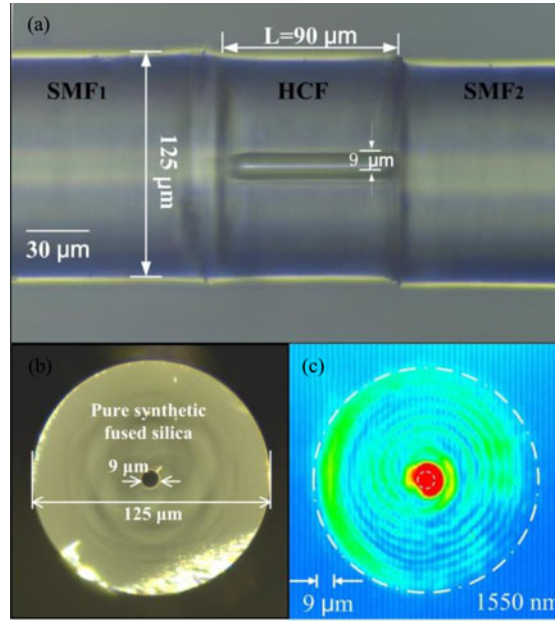 (a)
L=90 μm
SMF1
HCF
SMF2
125 μm
9 μm
30 μm
(b)
Pure synthetic
fused silica
9 μm
125 μm
(c)
9 μm
1550 nm